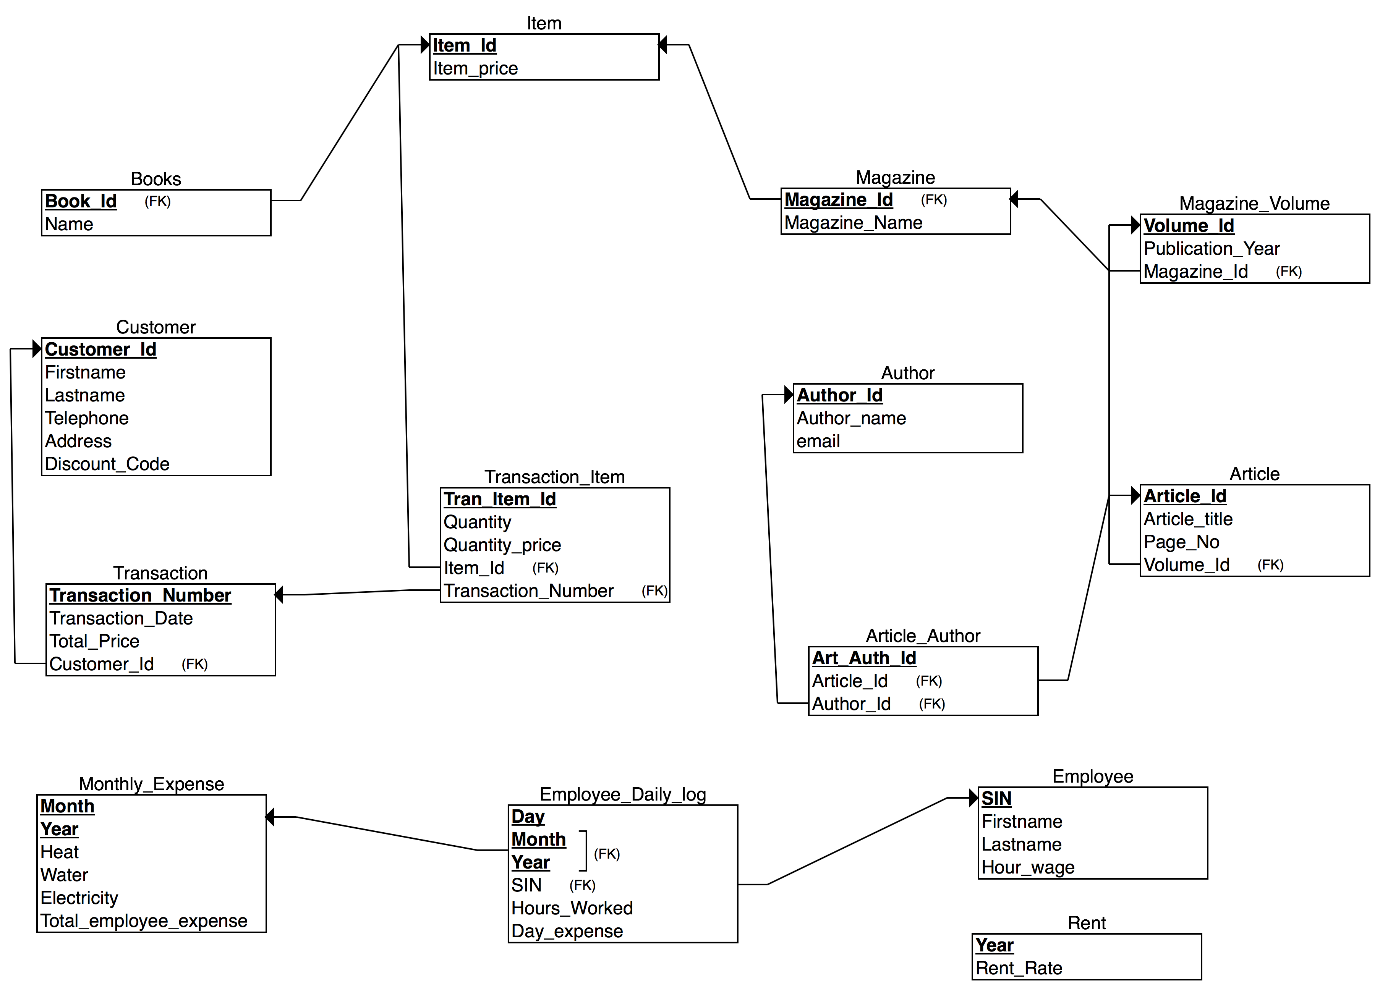 Item
Item_Id
Item_price
Books
Book_Id (FK)
Name
Magazine
Magazine_Id (FK)
Magazine_Name
Magazine_Volume
Volume_Id
Publication_Year
Magazine_Id (FK)
Customer
Customer_Id
Firstname
Lastname
Telephone
Address
Discount_Code
Author
Author_Id
Author_name
email
Transaction_Item
Tran_Item_Id
Quantity
Quantity_price
Item_Id (FK)
Transaction_Number (FK)
Article
Article_Id
Article_title
Page_No
Volume_Id (FK)
Transaction
Transaction_Number
Transaction_Date
Total_Price
Customer_Id (FK)
Article_Author
Art_Auth_Id
Article_Id (FK)
Author_Id (FK)
Monthly_Expense
Month
Year
Heat
Water
Electricity
Total_employee_expense
Employee_Daily_log
Day
Month
Year
(FK)
SIN (FK)
Hours_Worked
Day_expense
Employee
SIN
Firstname
Lastname
Hour_wage
Rent
Year
Rent_Rate